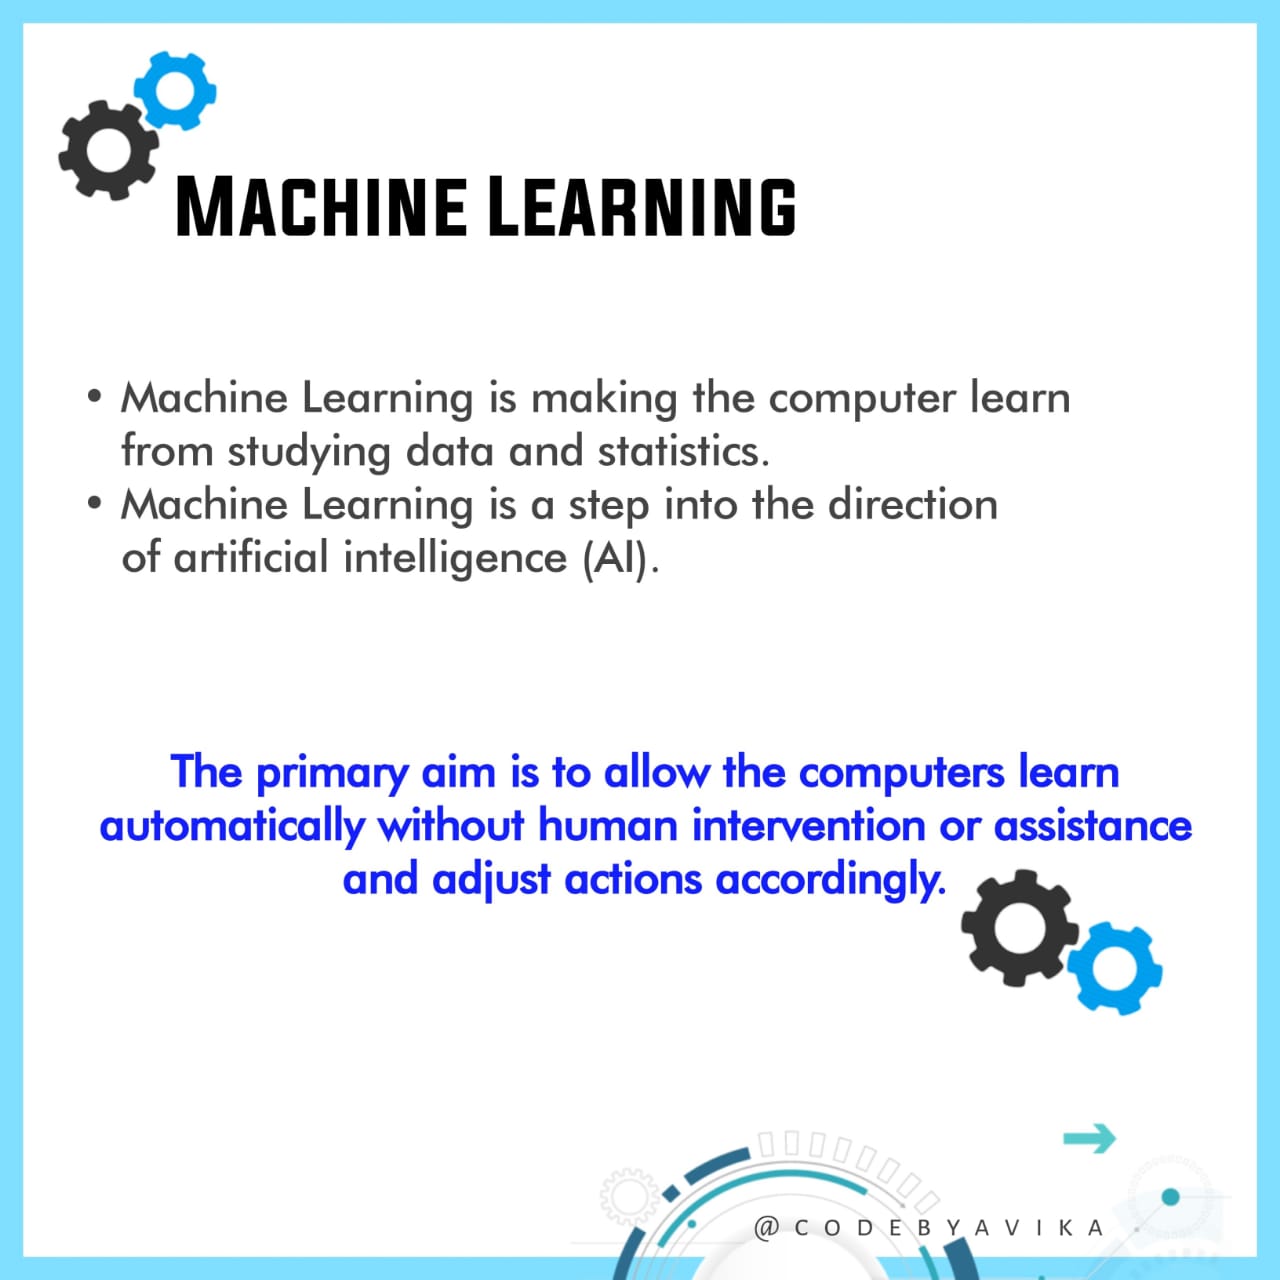 Machine Learning
• Machine Learning is making the computer learn
from studying data and statistics.
• Machine Learning is a step into the direction
of artificial intelligence (AI).
The primary aim is to allow the computers learn
automatically without human intervention or assistance
and adjust actions accordingly.
@CODEBYAVIKA